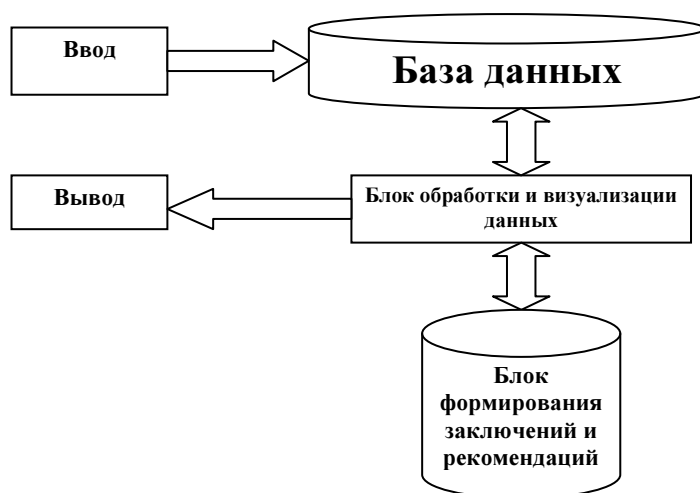 Ввод
База данных
Вывод
Блок обработки и визуализации
данных
Блок
формирования
заключений и
рекомендаций